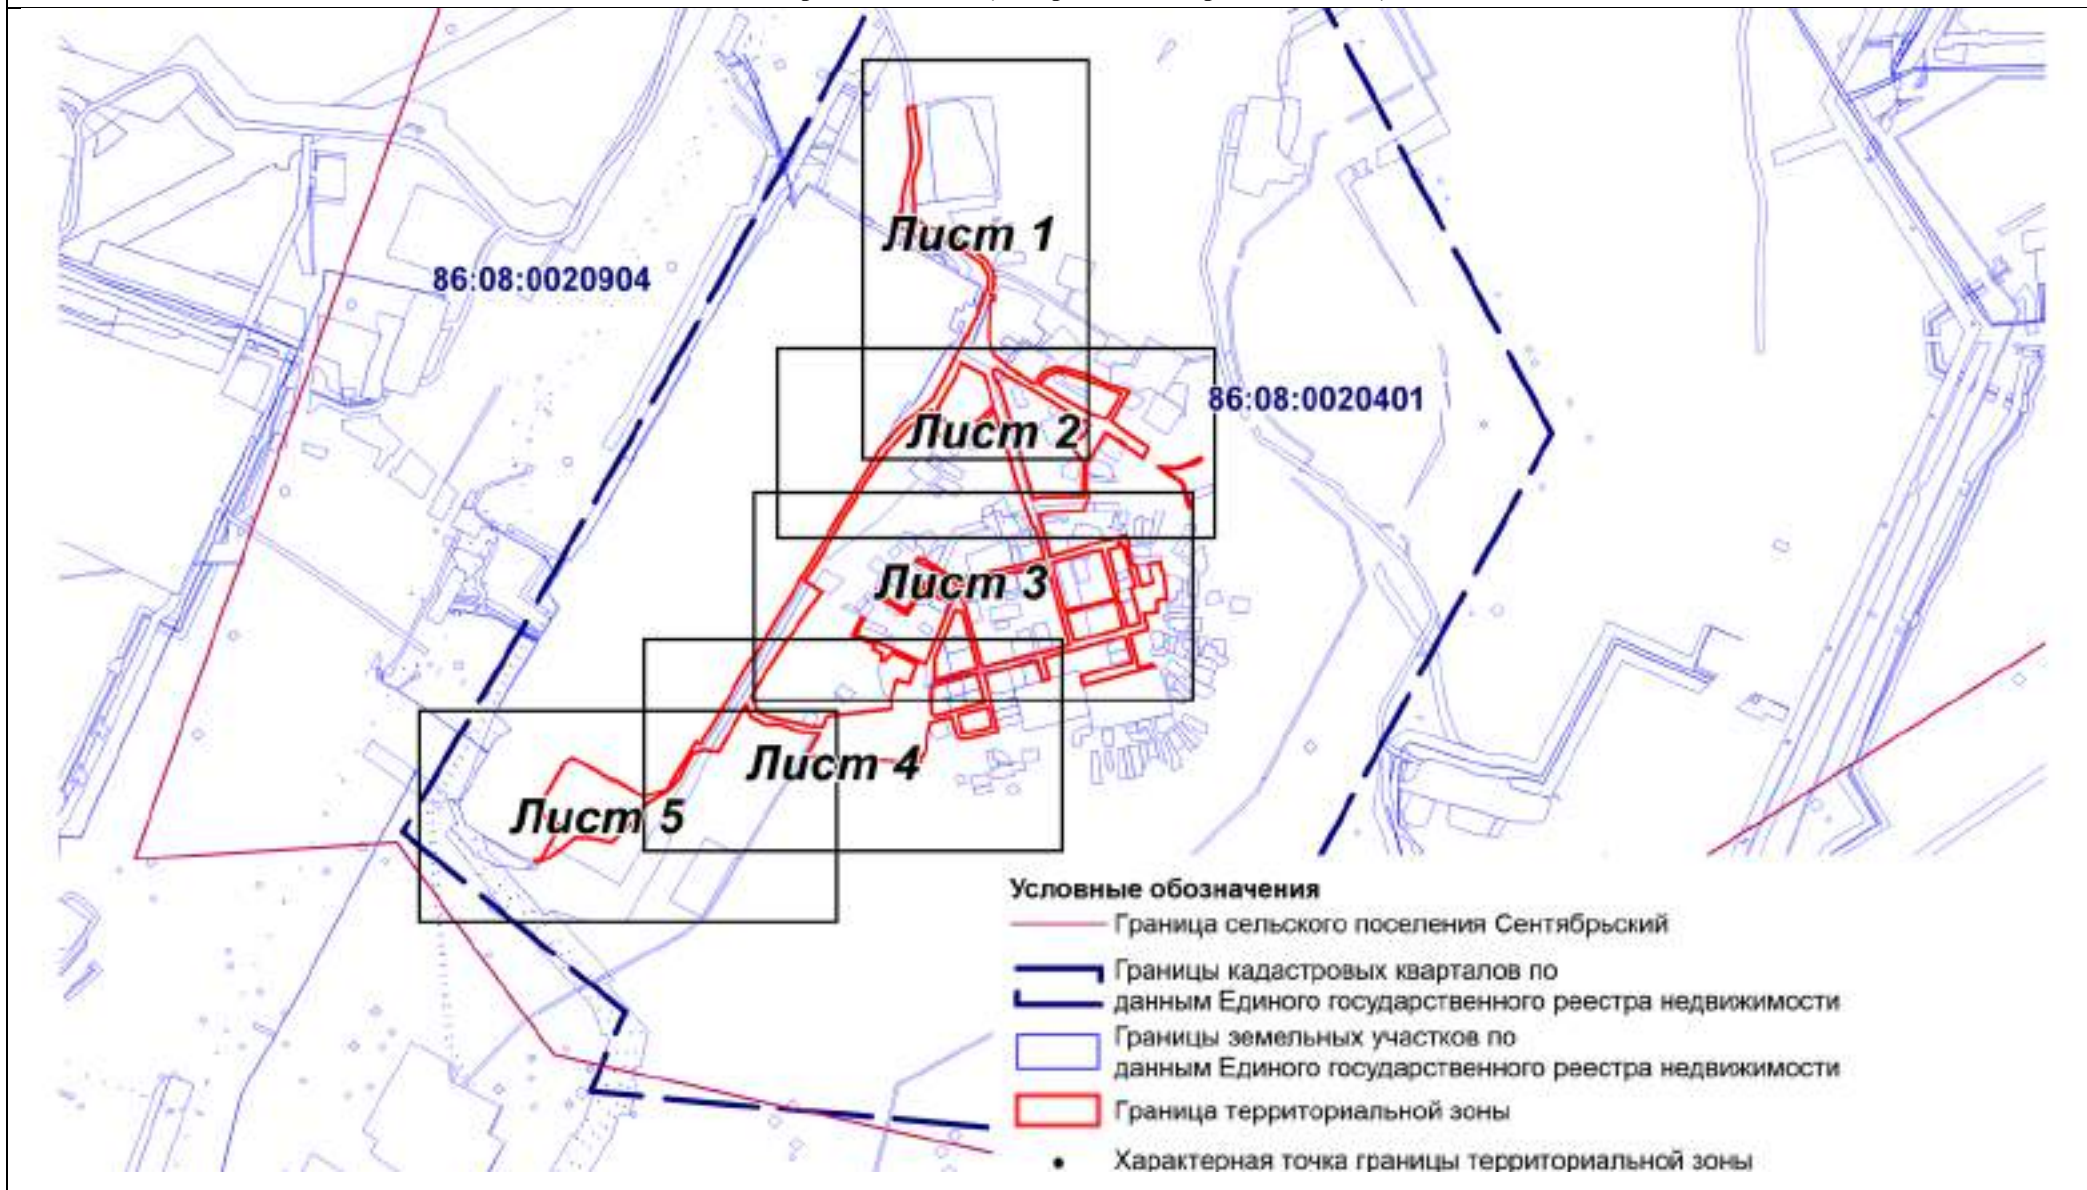 Лист 1
86:08:0020904
86:08:0020401
Лист 2
Лист 3
Лист 4
Лист 5
Условные обозначения
Граница сельского поселения Сентябрьский
Границы кадастровых кварталов по
данным Единого государственного реестра недвижимости
Границы земельных участков по
данным Единого государственного реестра недвижимости
Граница территориальной зоны
Характерная точка границы территориальной зоны